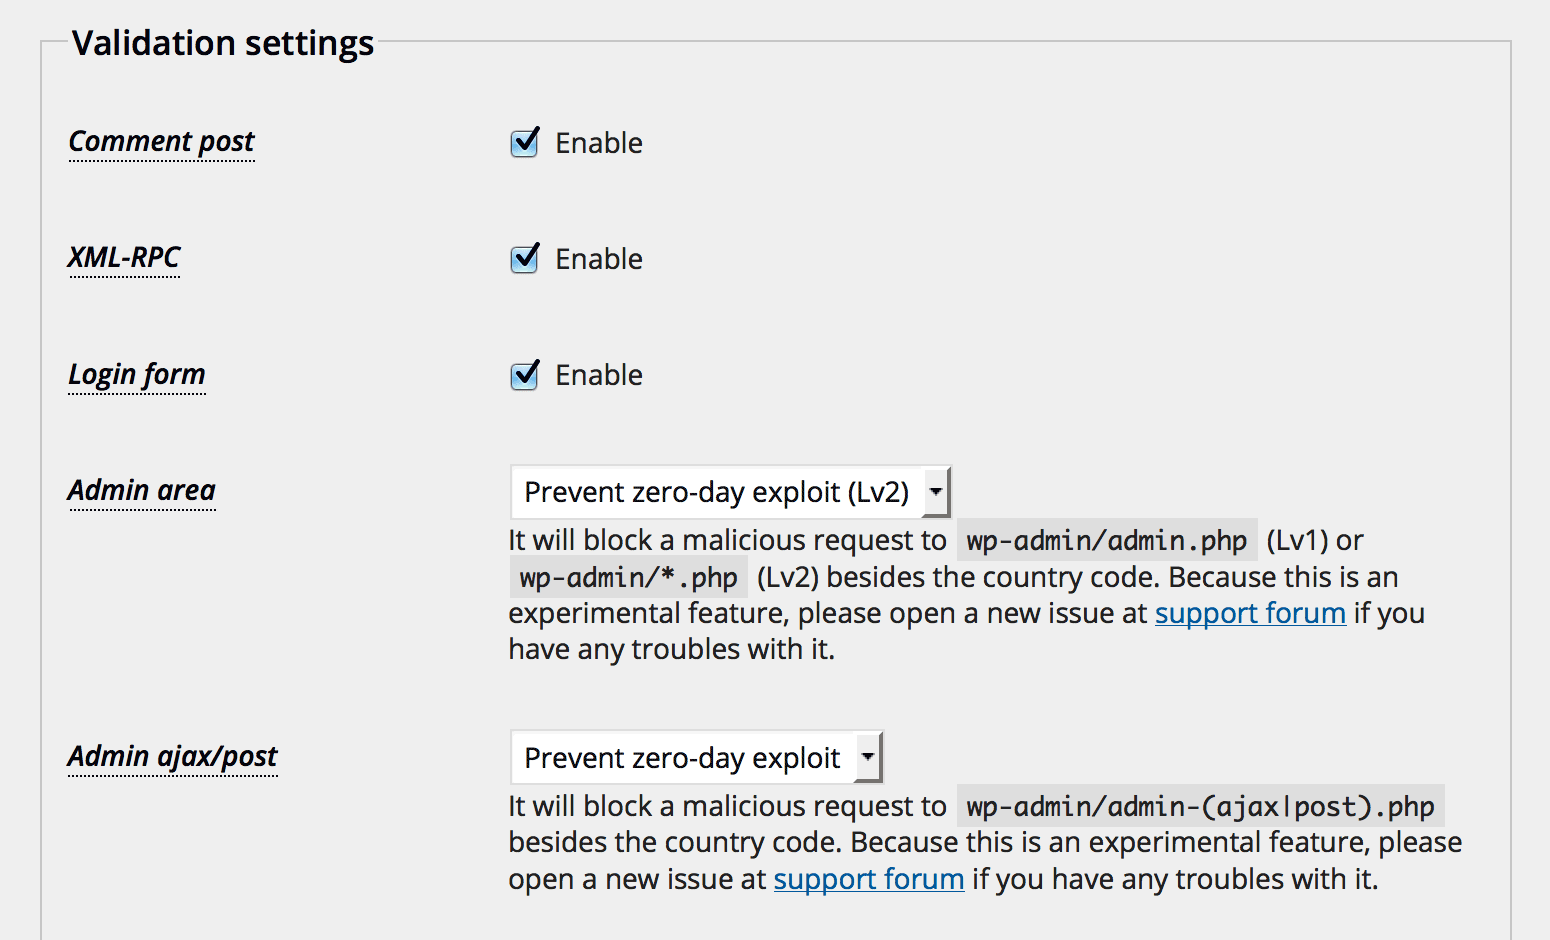 Validation settings
Comment post
Enable
XML-RPC
Enable
Login form
Enable
Admin area
Prevent zero-day exploit (Lv2)
It will block a malicious request to wp-admin/admin.php (Lv1) or
wp-admin/*.php (Lv2) besides the country code. Because this is an
experimental feature, please open a new issue at support forum if you
have any troubles with it.
Admin ajax/post
Prevent zero-day exploit
It will block a malicious request to wp-admin/admin-(ajax|post).php
besides the country code. Because this is an experimental feature, please
open a new issue at support forum if you have any troubles with it.